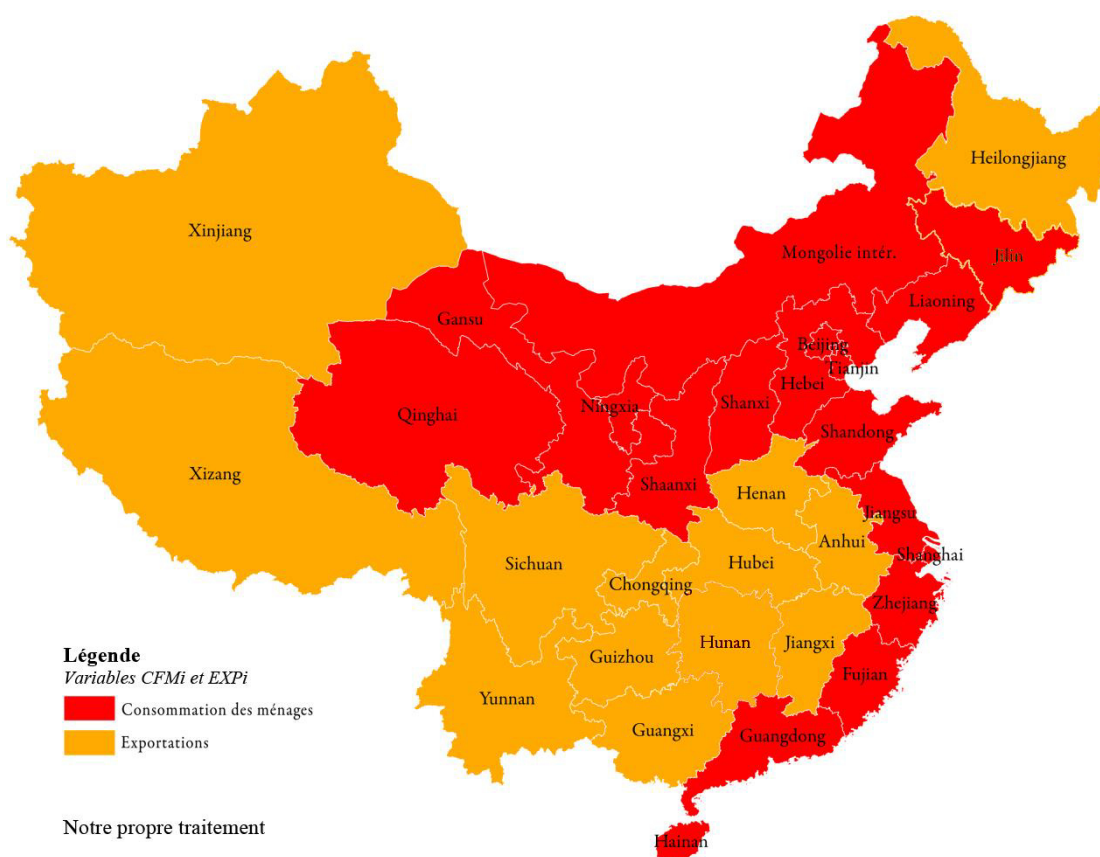 Heilongjiang
Xinjiang
Mongolie intér.
Jilin
Liaoning
Gansu
Beijing
Tianjin
Hebei
Ningxia
Shanxi
Qinghai
Shandong
Xizang
Shaanxi
Henan
Jiangsu
Anhui
Shanghai
Sichuan
Hubei
Chongqing
Zhejiang
Hunan
Jiangxi
Guizhou
Fujian
Yunnan
Guangxi
Guangdong
Hainan
Légende
Variables CFMi et EXPi
Consommation des ménages
Exportations
Notre propre traitement